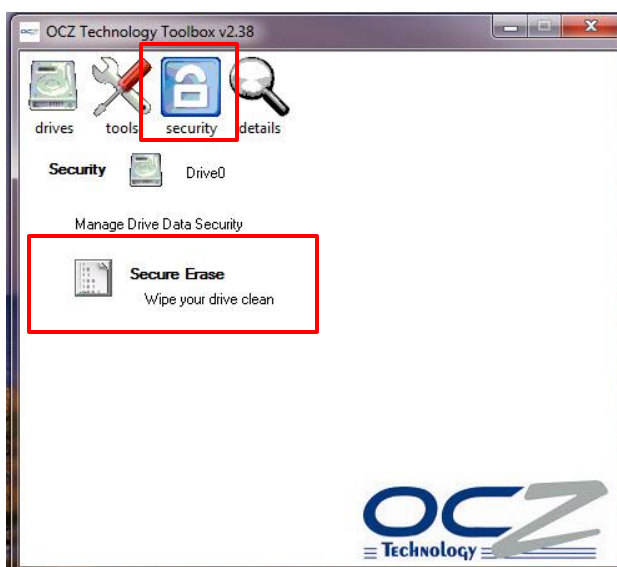 OCZ Technology Toolbox v2.38
drives tools security details
Security Drive0
Manage Drive Data Security
Secure Erase
Wipe your drive clean
OCZ
Technology